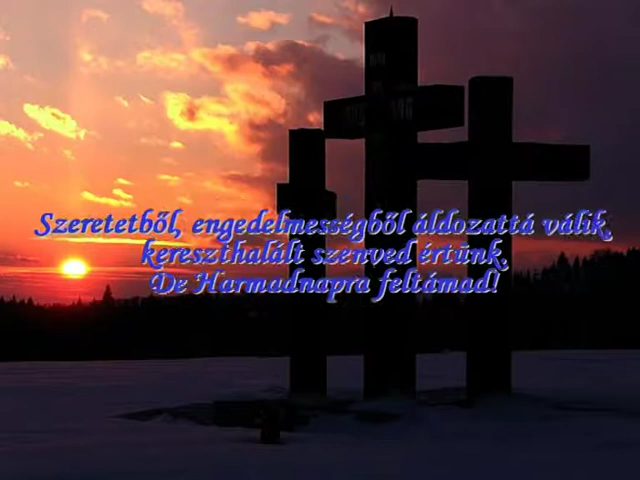 Szeretetből, engedelmességből áldozattá válik,
kereszthalált szenved értünk.
De Harmadnapra feltámad!